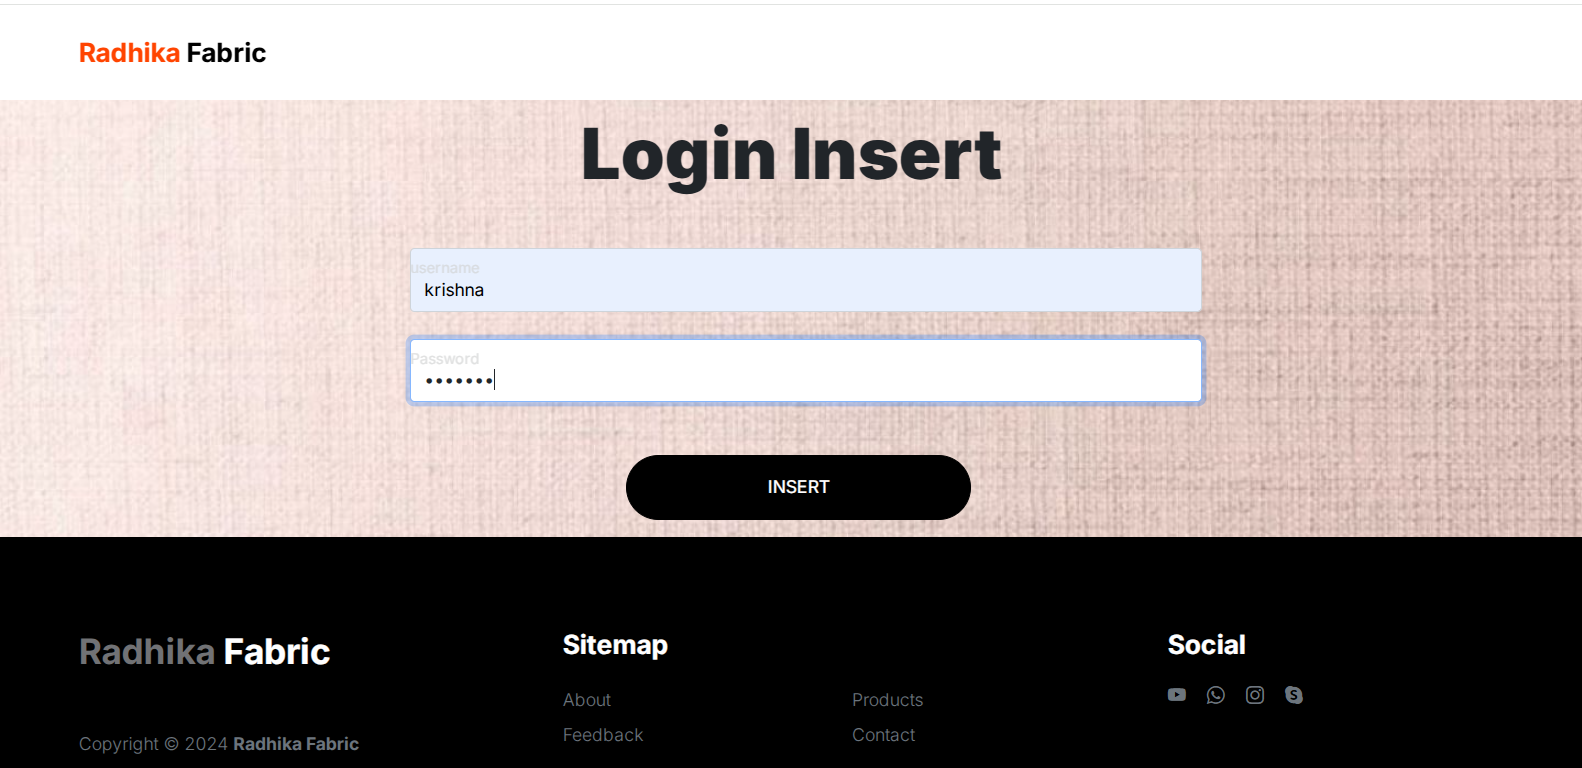 Radhika Fabric
Login Insert
username
krishna
Password
•••••••
INSERT
Radhika Fabric
Copyright © 2024 Radhika Fabric
Sitemap
About
Feedback
Products
Contact
Social